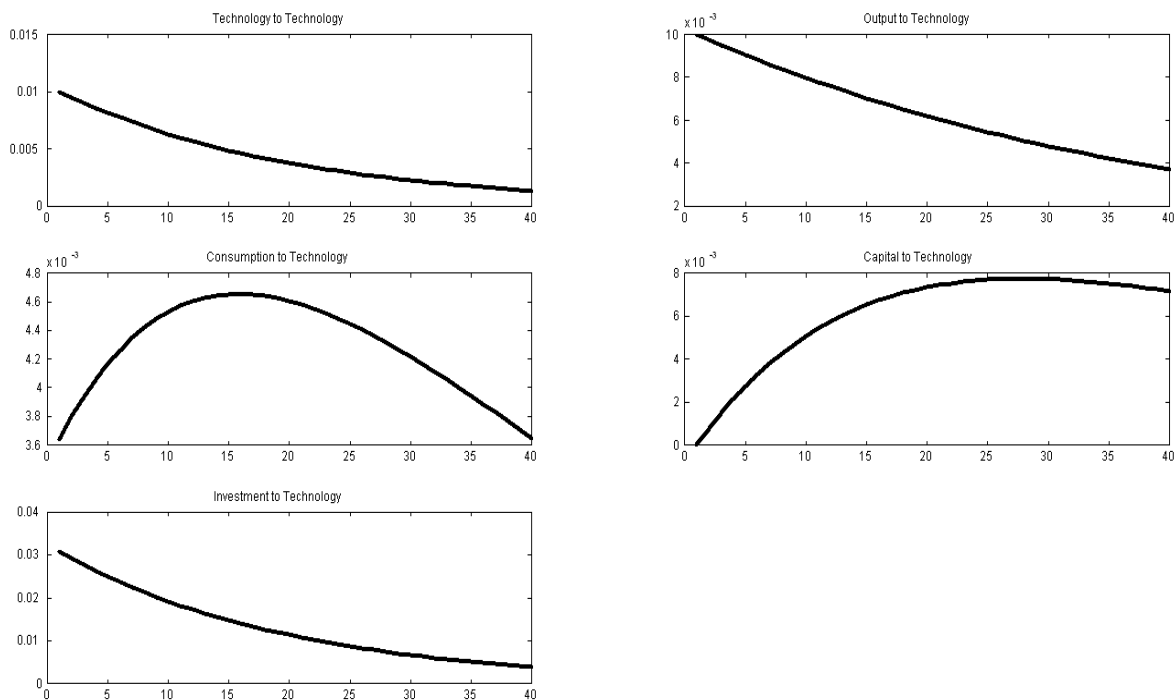 Technology to Technology
0.015
0.01
0.005
0
0 5 10 15 20 25 30 35 40
Output to Technology
x 10 -3
10
8
6
4
2
0 5 10 15 20 25 30 35 40
Consumption to Technology
x 10 -3
4.8
4.6
4.4
4.2
4
3.8
3.6
0 5 10 15 20 25 30 35 40
Capital to Technology
x 10 -3
8
6
4
2
0
0 5 10 15 20 25 30 35 40
Investment to Technology
0.04
0.03
0.02
0.01
0
0 5 10 15 20 25 30 35 40